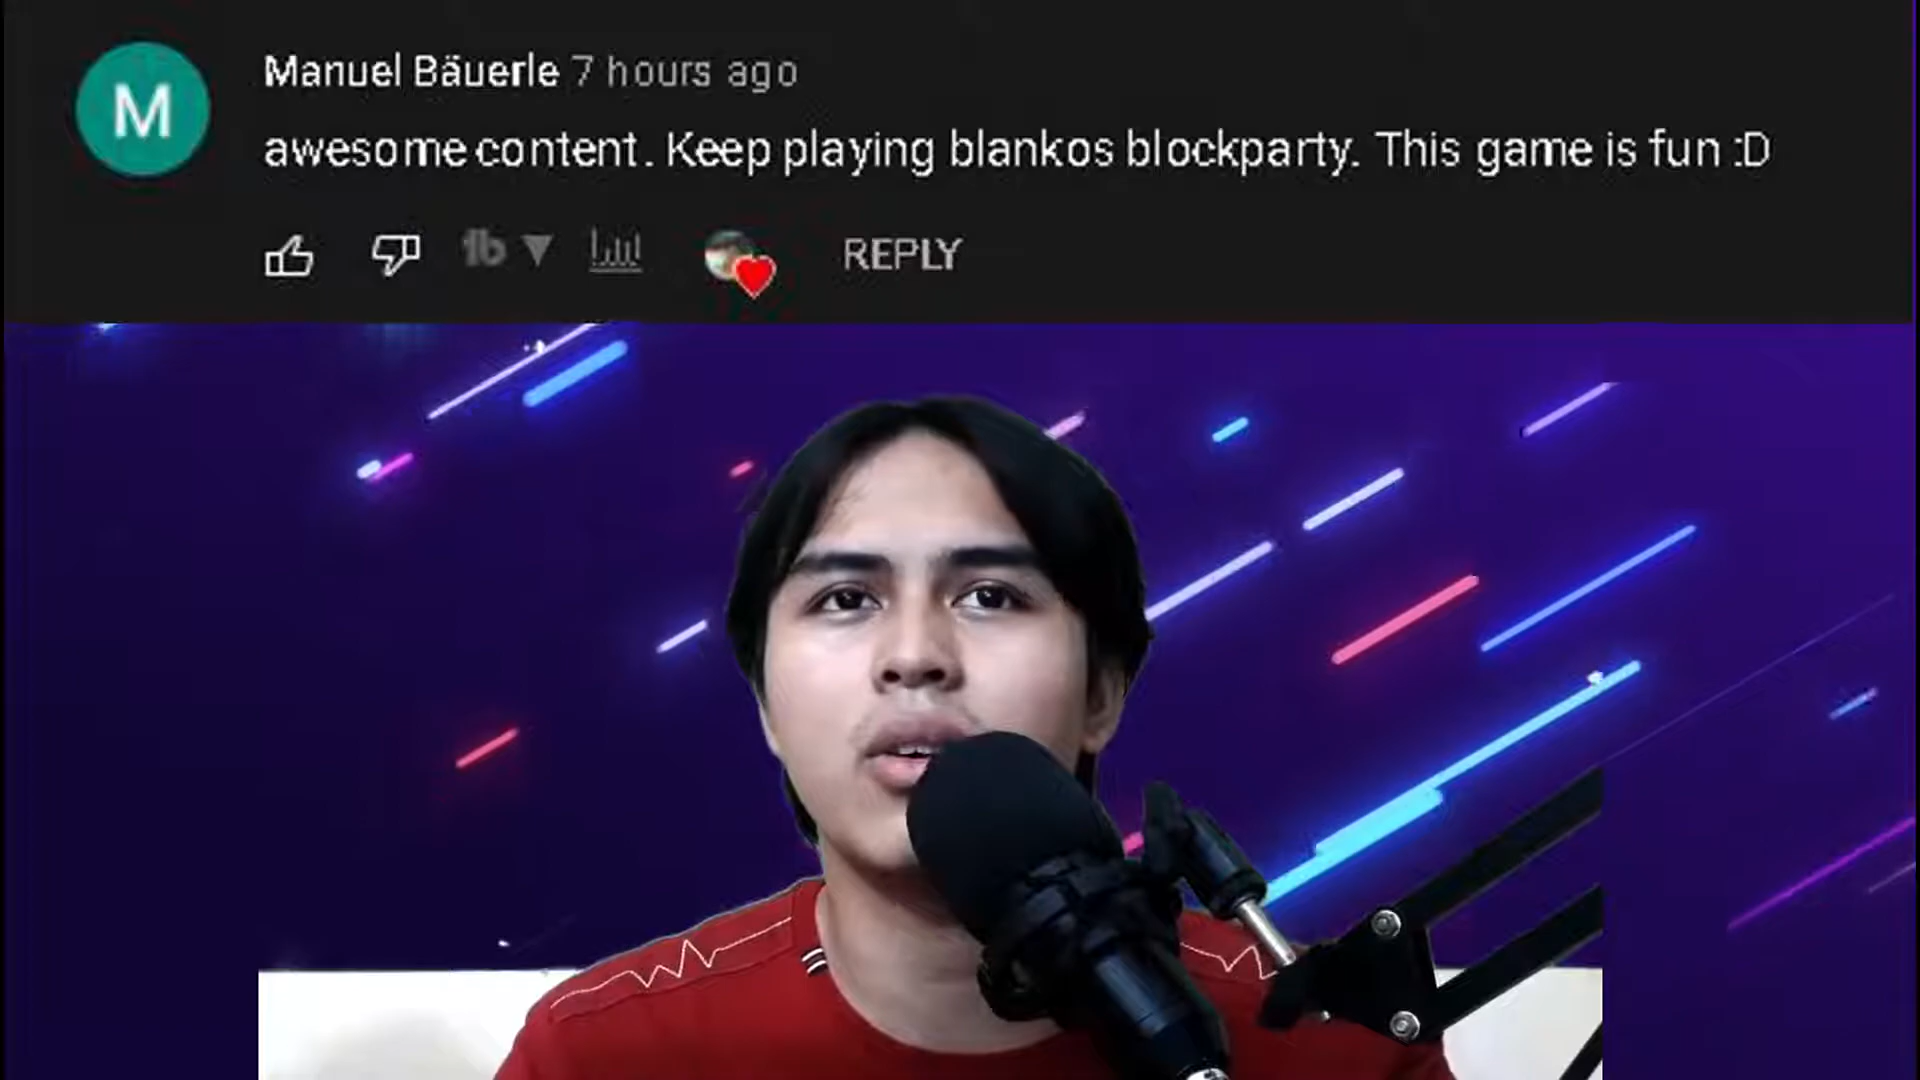 M
Manuel Bäuerle 7 hours ago
awesome content. Keep playing blankos blockparty. This game is fun :D
REPLY